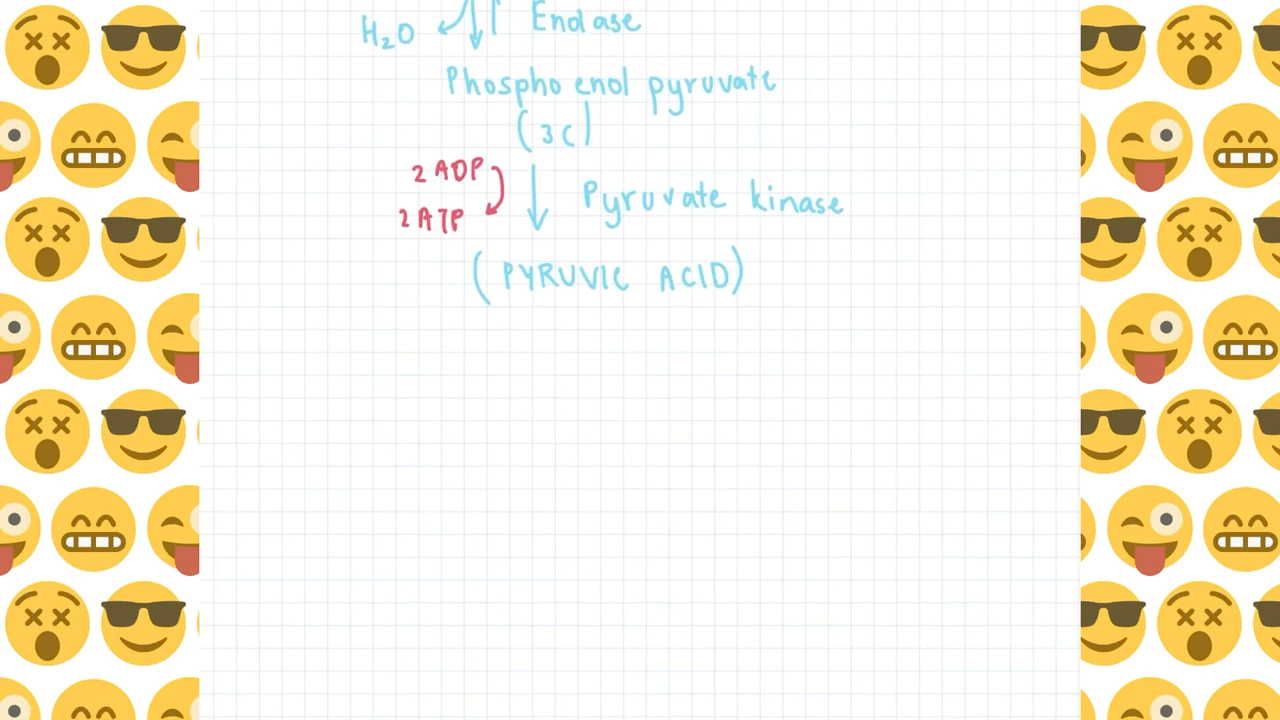 H₂O Enolase
Phospho enol pyruvate
(3C)
2 ADP
Pyruvate kinase
2 ATP
(PYRUVIC ACID)